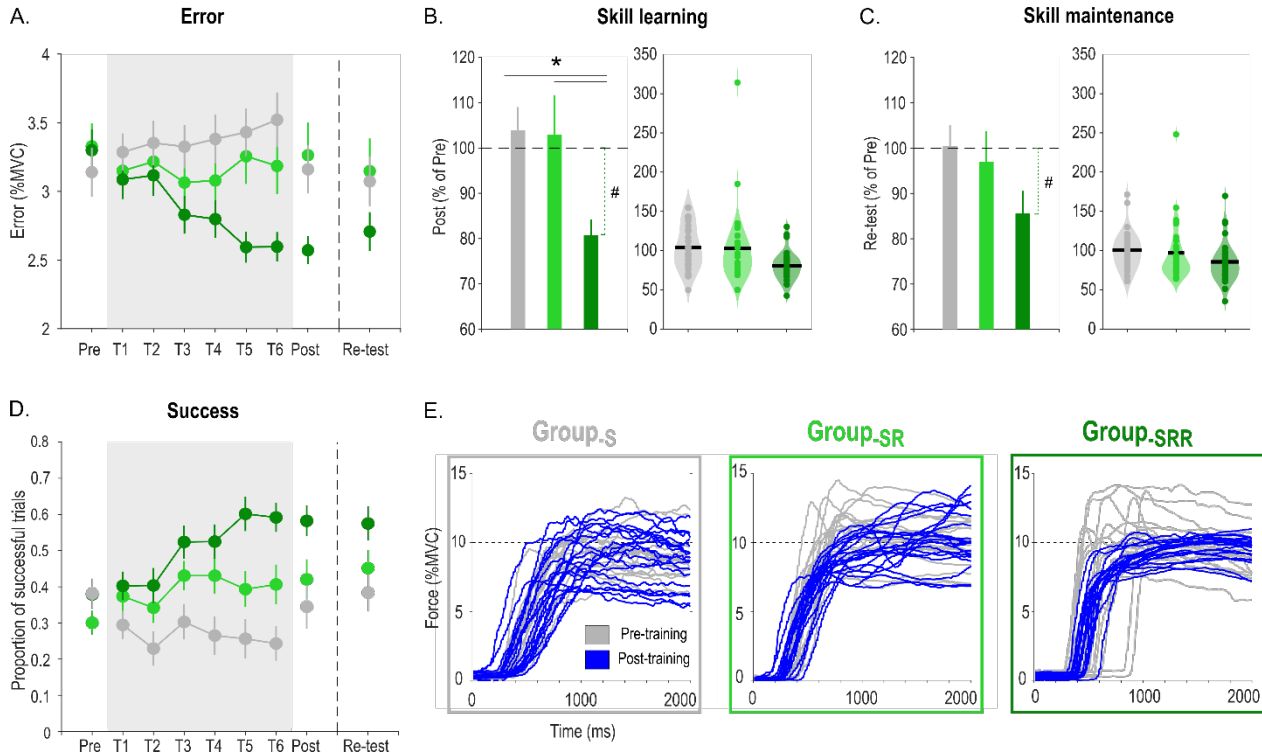 A.
Error
Error (%MVC)
4
3.5
3
2.5
2
Pre T1 T2 T3 T4 T5 T6 Post Re-test
B.
Skill learning
Post (% of Pre)
120
110
100
90
80
70
60
*
#
350
300
250
200
150
100
50
0
C.
Skill maintenance
Re-test (% of Pre)
120
110
100
90
80
70
60
#
350
300
250
200
150
100
50
0
D.
Success
Proportion of successful trials
0.8
0.7
0.6
0.5
0.4
0.3
0.2
0.1
0
Pre T1 T2 T3 T4 T5 T6 Post Re-test
E.
Group-S
Group-SR
Group-SRR
Force (%MVC)
15
10
5
0
0 1000 2000
Pre-training
Post-training
Time (ms)
15
10
5
0
0 1000 2000
15
10
5
0
0 1000 2000